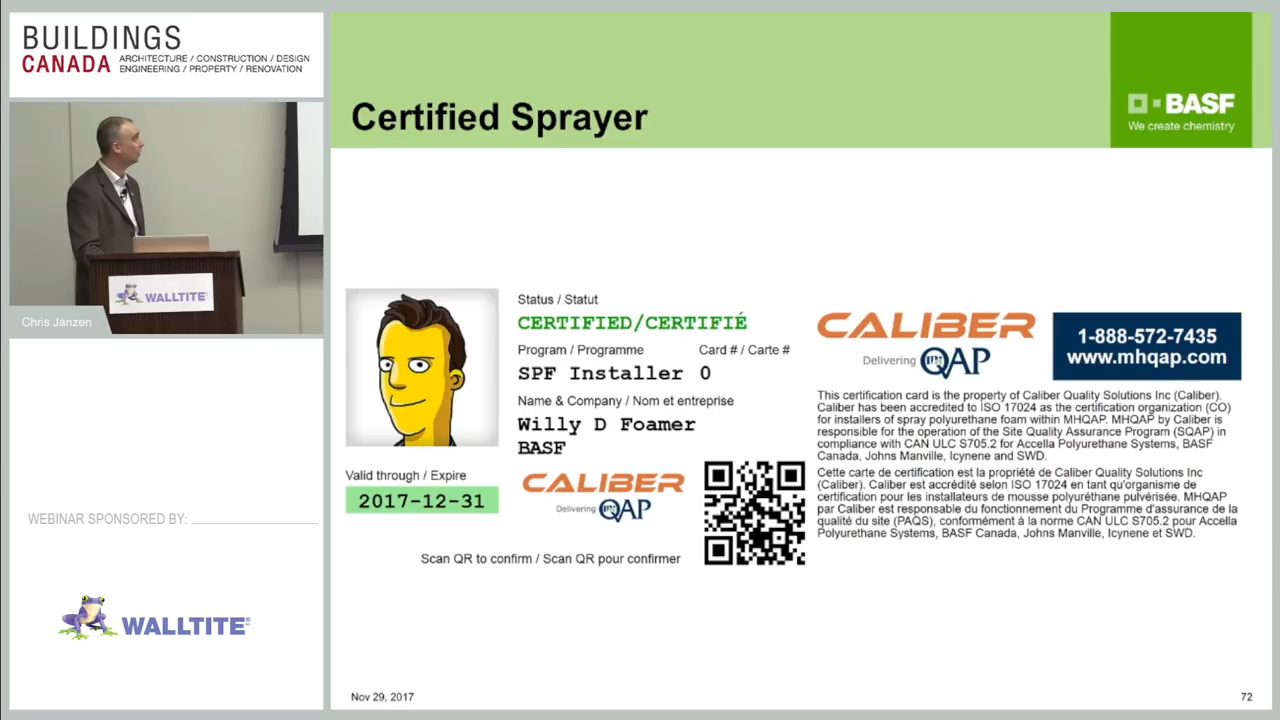 BUILDINGS
CANADA ARCHITECTURE / CONSTRUCTION / DESIGN
ENGINEERING / PROPERTY / RENOVATION
WALLTITE
Chris Janzen
WEBINAR SPONSORED BY:
WALLTITE®
Certified Sprayer
BASF
We create chemistry
Status / Statut
CERTIFIED/CERTIFIÉ
Program / Programme Card # / Carte #
SPF Installer 0
Name & Company / Nom et entreprise
Willy D Foamer
BASF
Valid through / Expire
2017-12-31
CALIBER
Delivering QAP
Scan QR to confirm / Scan QR pour confirmer
CALIBER
Delivering QAP
1-888-572-7435
www.mhqap.com
This certification card is the property of Caliber Quality Solutions Inc (Caliber).
Caliber has been accredited to ISO 17024 as the certification organization (CO)
for installers of spray polyurethane foam within MHQAP. MHQAP by Caliber is
responsible for the operation of the Site Quality Assurance Program (SQAP) in
compliance with CAN ULC S705.2 for Accella Polyurethane Systems, BASF
Canada, Johns Manville, Icynene and SWD.
Cette carte de certification est la propriété de Caliber Quality Solutions Inc
(Caliber). Caliber est accrédité selon ISO 17024 en tant qu'organisme de
certification pour les installateurs de mousse polyuréthane pulvérisée. MHQAP
par Caliber est responsable du fonctionnement du Programme d'assurance de la
qualité du site (PAQS), conformément à la norme CAN ULC S705.2 pour Accella
Polyurethane Systems, BASF Canada, Johns Manville, Icynene et SWD.
Nov 29, 2017
72